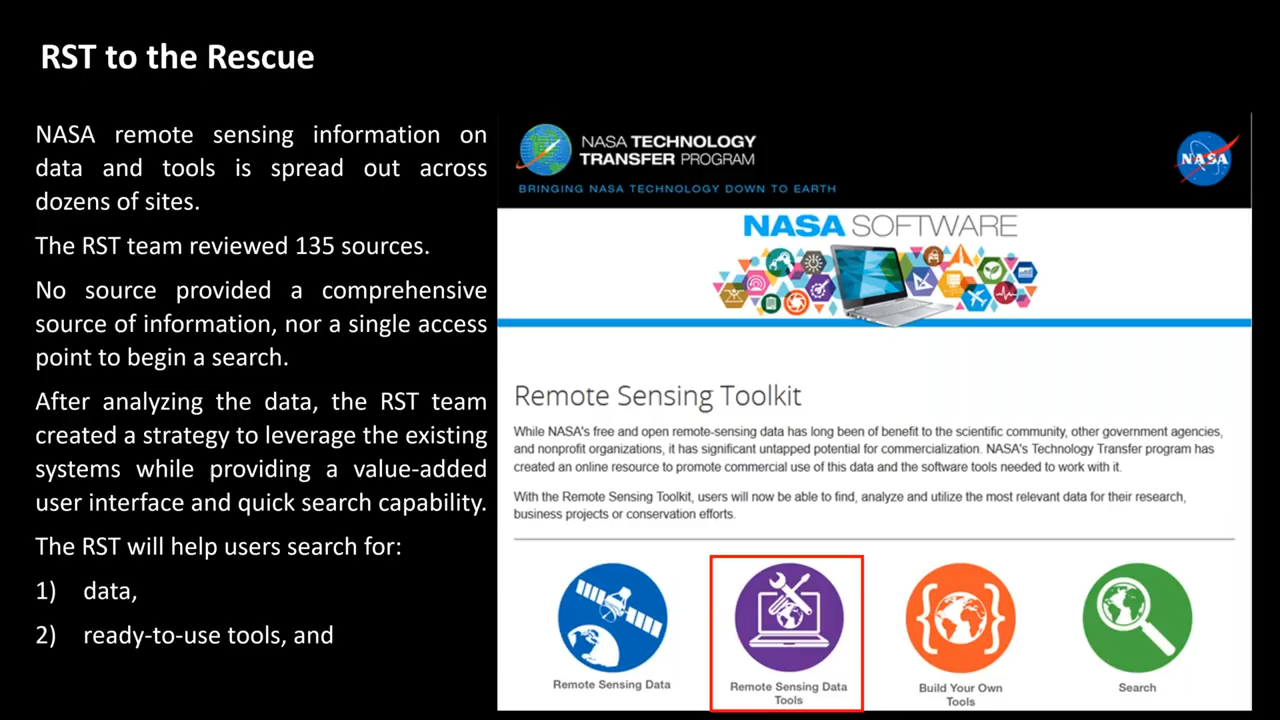 RST to the Rescue
NASA remote sensing information on
data and tools is spread out across
dozens of sites.
The RST team reviewed 135 sources.
No source provided a comprehensive
source of information, nor a single access
point to begin a search.
After analyzing the data, the RST team
created a strategy to leverage the existing
systems while providing a value-added
user interface and quick search capability.
The RST will help users search for:
1) data,
2) ready-to-use tools, and
NASA TECHNOLOGY
TRANSFER PROGRAM
BRINGING NASA TECHNOLOGY DOWN TO EARTH
NASA
NASA SOFTWARE
Remote Sensing Toolkit
While NASA's free and open remote-sensing data has long been of benefit to the scientific community, other government agencies,
and nonprofit organizations, it has significant untapped potential for commercialization. NASA's Technology Transfer program has
created an online resource to promote commercial use of this data and the software tools needed to work with it.
With the Remote Sensing Toolkit, users will now be able to find, analyze and utilize the most relevant data for their research,
business projects or conservation efforts.
Remote Sensing Data
Remote Sensing Data
Tools
Build Your Own
Tools
Search